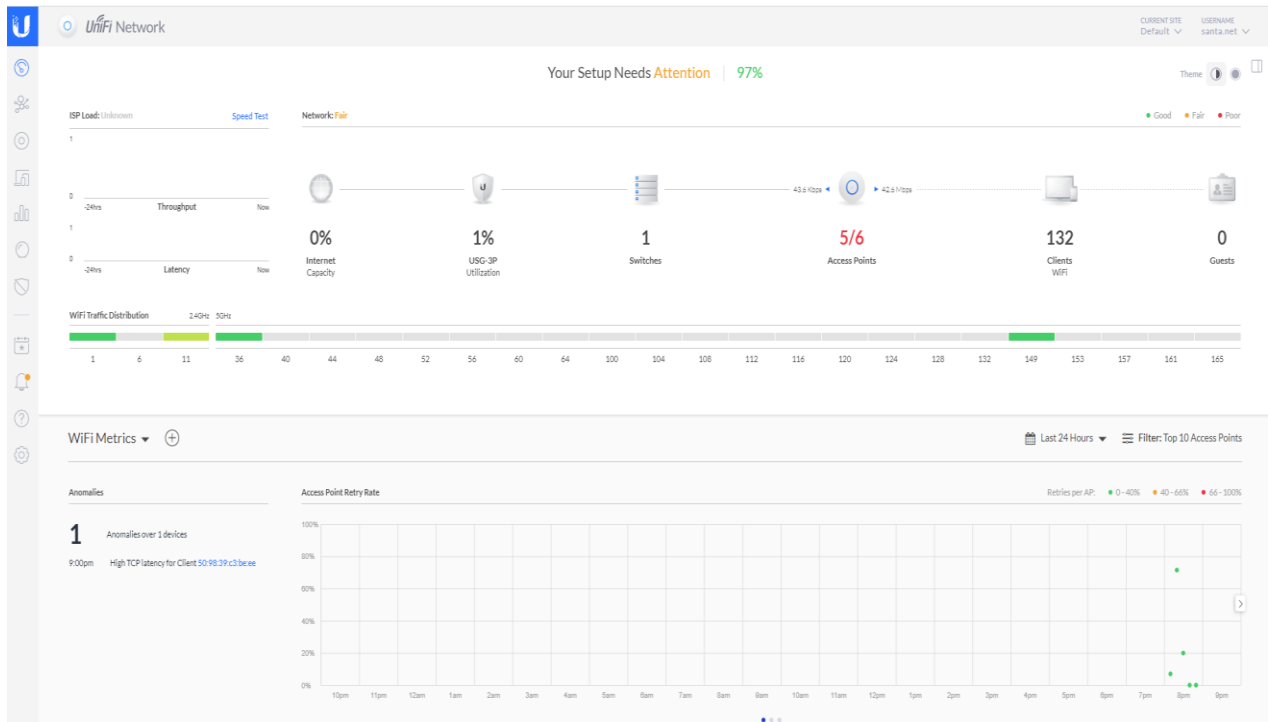 UniFi Network
CURRENT SITE
Default
USERNAME
santa.net
Your Setup Needs Attention 97%
Theme
ISP Load: Unknown
Speed Test
Network: Fair
Good Fair Poor
1
0
-24hrs Throughput Now
1
0
-24hrs Latency Now
43.6 Kbps
0%
Internet
Capacity
1%
USG-3P
Utilization
1
Switches
5/6
Access Points
132
Clients
WiFi
0
Guests
WiFi Traffic Distribution 2.4GHz 5GHz
1 6 11 36 40 44 48 52 56 60 64 100 104 108 112 116 120 124 128 132 149 153 157 161 165
WiFi Metrics
Last 24 Hours
Filter: Top 10 Access Points
Anomalies
1 Anomalies over 1 devices
9:00pm High TCP latency for Client 50:98:39:c3:be:ee
Access Point Retry Rate
Retries per AP: 0 - 40% 40 - 66% 66 - 100%
100%
80%
60%
40%
20%
0%
10pm 11pm 12am 1am 2am 3am 4am 5am 6am 7am 8am 9am 10am 11am 12pm 1pm 2pm 3pm 4pm 5pm 6pm 7pm 8pm 9pm